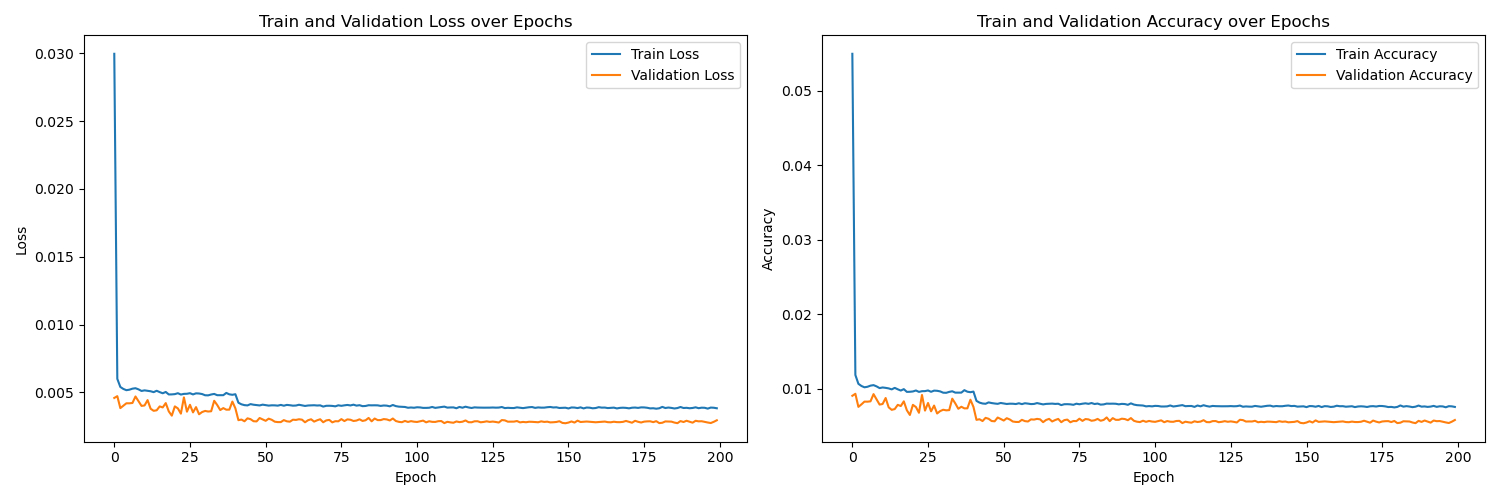 Train and Validation Loss over Epochs
Train Loss
Validation Loss
0.030
0.025
0.020
0.015
0.010
0.005
Loss
0 25 50 75 100 125 150 175 200
Epoch
Train and Validation Accuracy over Epochs
Train Accuracy
Validation Accuracy
0.05
0.04
0.03
0.02
0.01
Accuracy
0 25 50 75 100 125 150 175 200
Epoch